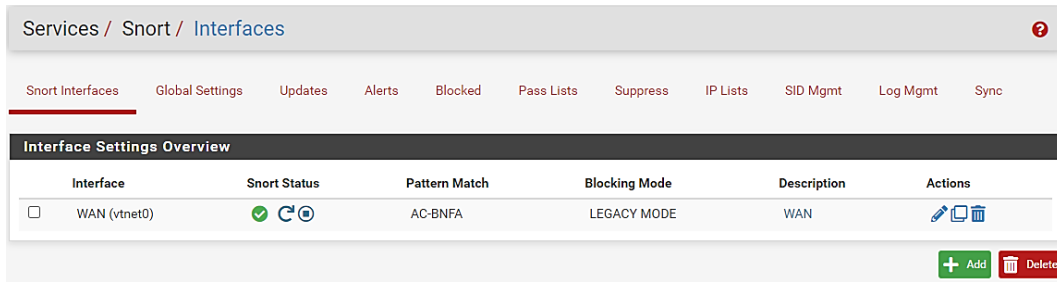 Services / Snort / Interfaces
Snort Interfaces Global Settings Updates Alerts Blocked Pass Lists Suppress IP Lists SID Mgmt Log Mgmt Sync
Interface Settings Overview
Interface Snort Status Pattern Match Blocking Mode Description Actions
WAN (vtnet0) AC-BNFA LEGACY MODE WAN
Add Delete